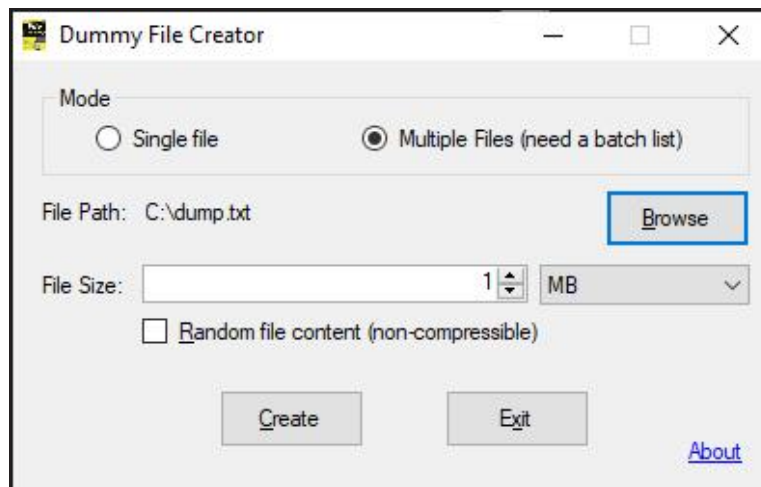 Dummy File Creator
Mode
Single file Multiple Files (need a batch list)
File Path: C:\dump.txt Browse
File Size: 1 MB
Random file content (non-compressible)
Create Exit
About